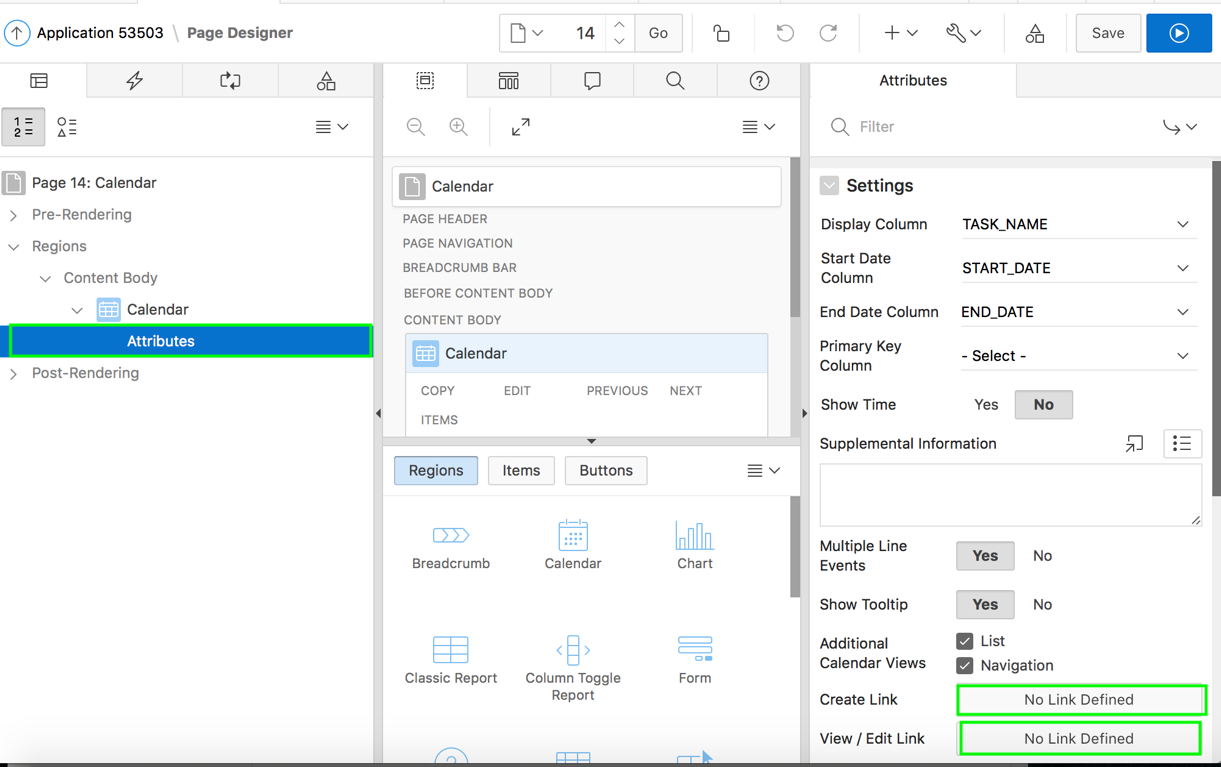 Application 53503 \ Page Designer
14
Go
Save
Attributes
Filter
Page 14: Calendar
Pre-Rendering
Regions
Content Body
Calendar
Attributes
Post-Rendering
Calendar
PAGE HEADER
PAGE NAVIGATION
BREADCRUMB BAR
BEFORE CONTENT BODY
CONTENT BODY
Calendar
COPY EDIT PREVIOUS NEXT
ITEMS
Regions Items Buttons
Breadcrumb Calendar Chart
Classic Report Column Toggle Report Form
Settings
Display Column TASK_NAME
Start Date Column START_DATE
End Date Column END_DATE
Primary Key Column - Select -
Show Time Yes No
Supplemental Information
Multiple Line Events Yes No
Show Tooltip Yes No
Additional Calendar Views List
Navigation
Create Link No Link Defined
View / Edit Link No Link Defined